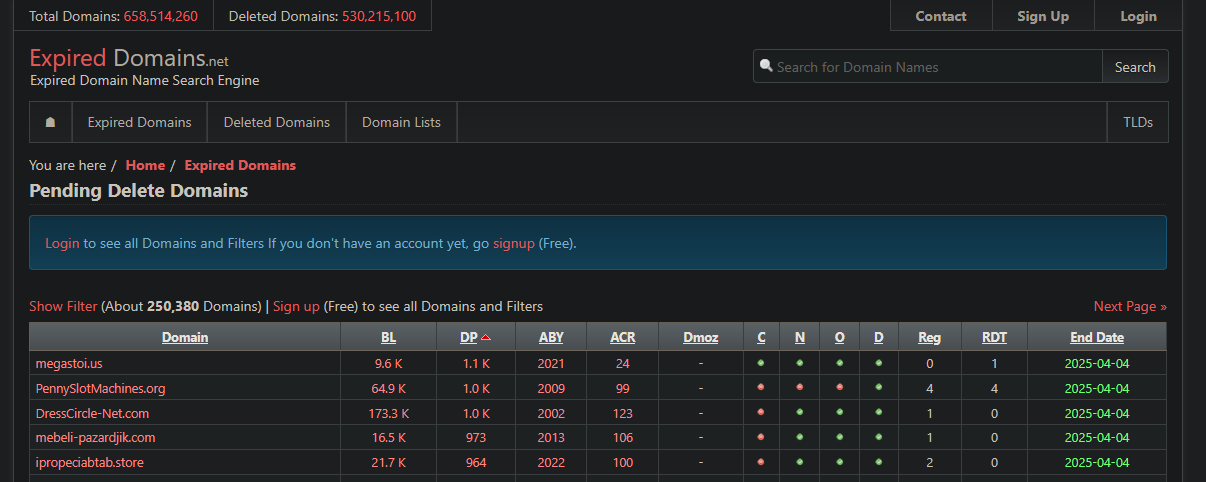 Total Domains: 658,514,260 Deleted Domains: 530,215,100 Contact Sign Up Login
Expired Domains.net
Expired Domain Name Search Engine
Search for Domain Names Search
Expired Domains Deleted Domains Domain Lists TLDs
You are here / Home / Expired Domains
Pending Delete Domains
Login to see all Domains and Filters If you don't have an account yet, go signup (Free).
Show Filter (About 250,380 Domains) | Sign up (Free) to see all Domains and Filters Next Page »
Domain BL DP ABY ACR Dmoz C N O D Reg RDT End Date
megastoi.us 9.6 K 1.1 K 2021 24 - 0 1 2025-04-04
PennySlotMachines.org 64.9 K 1.0 K 2009 99 - 4 4 2025-04-04
DressCircle-Net.com 173.3 K 1.0 K 2002 123 - 1 0 2025-04-04
mebeli-pazardjik.com 16.5 K 973 2013 106 - 1 0 2025-04-04
ipropeciabtab.store 21.7 K 964 2022 100 - 2 0 2025-04-04